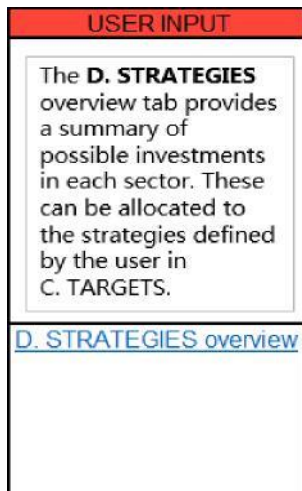 USER INPUT
The D. STRATEGIES
overview tab provides
a summary of
possible investments
in each sector. These
can be allocated to
the strategies defined
by the user in
C. TARGETS.
D. STRATEGIES overview